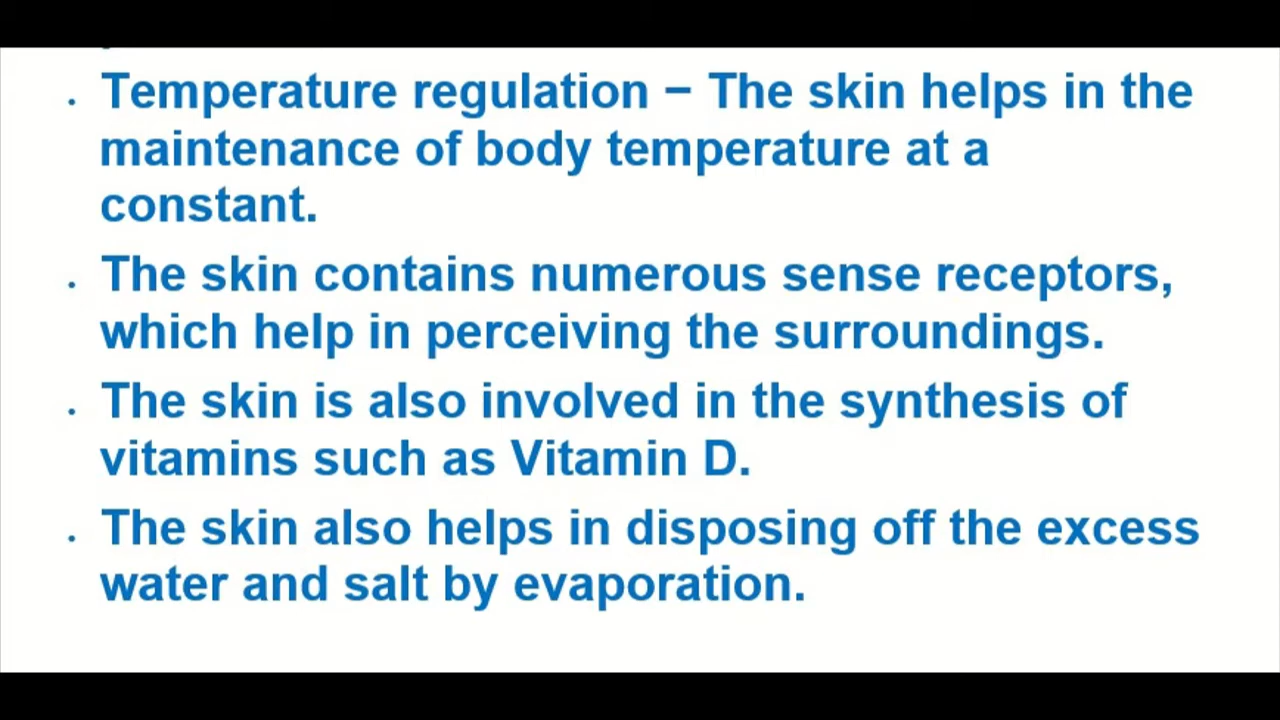 . Temperature regulation – The skin helps in the
maintenance of body temperature at a
constant.
. The skin contains numerous sense receptors,
which help in perceiving the surroundings.
. The skin is also involved in the synthesis of
vitamins such as Vitamin D.
. The skin also helps in disposing off the excess
water and salt by evaporation.